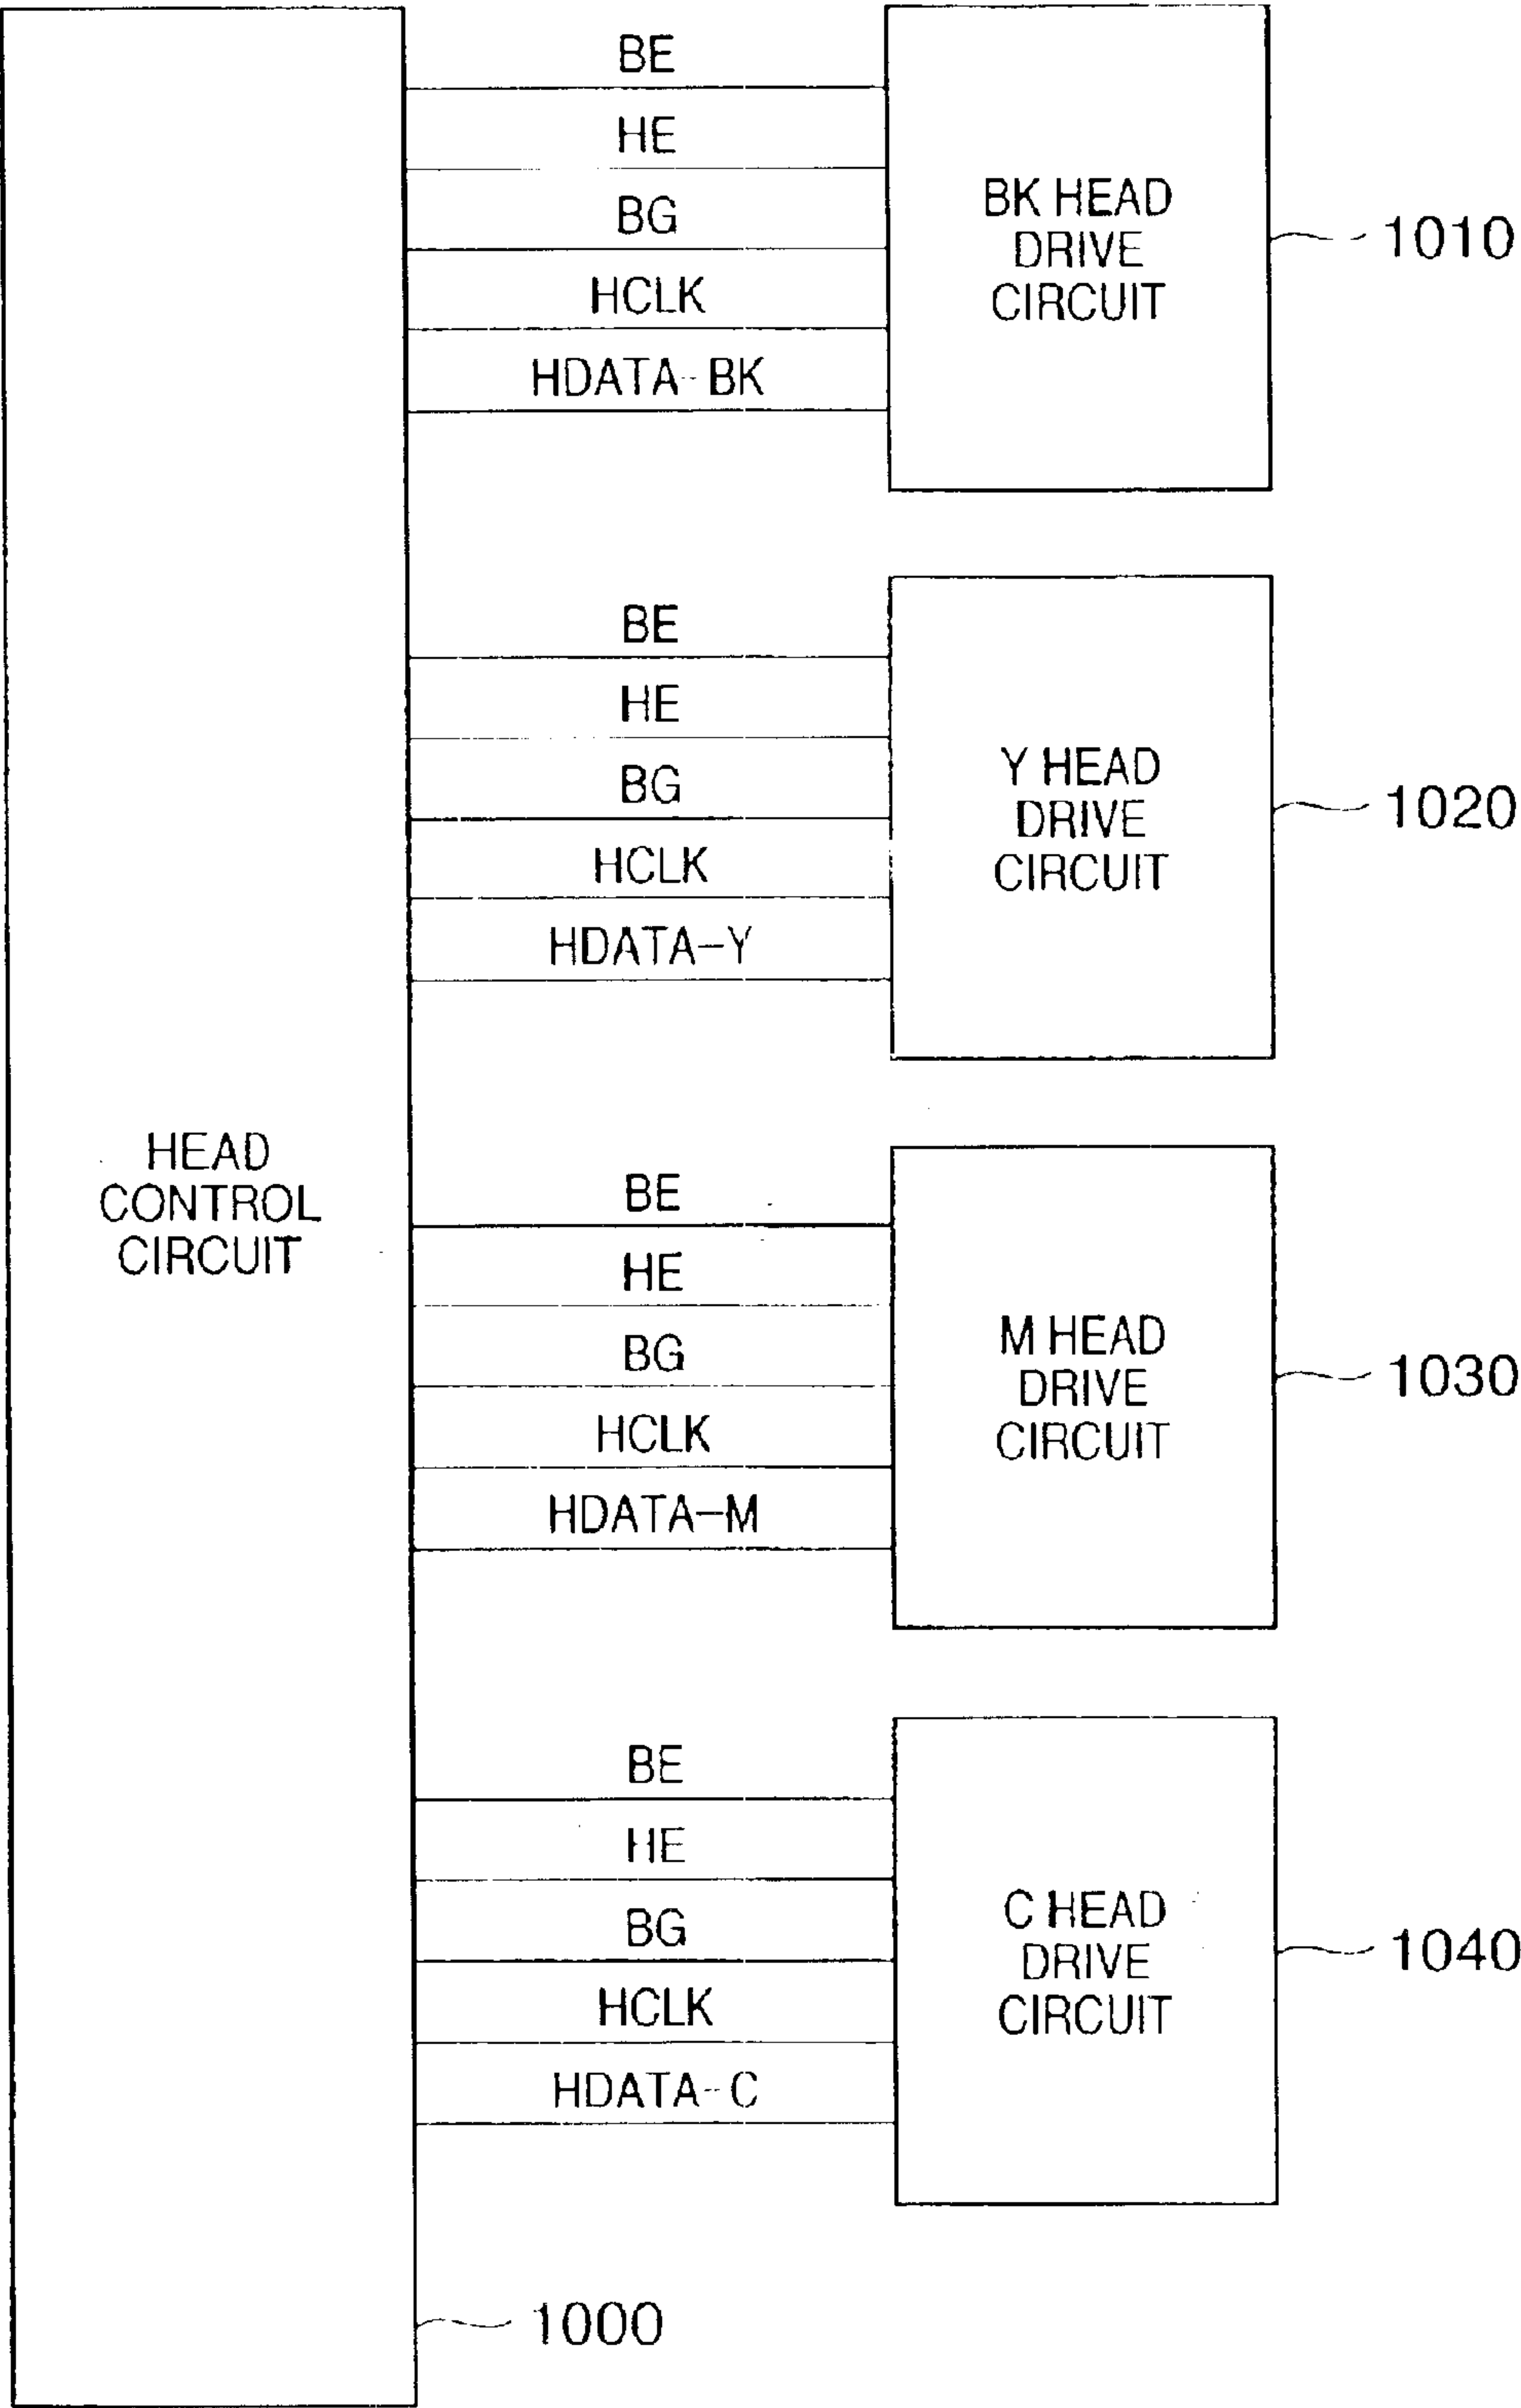 BE
HE
BG
HCLK
HDATA-BK
BK HEAD
DRIVE
CIRCUIT
1010
BE
HE
BG
HCLK
HDATA-Y
Y HEAD
DRIVE
CIRCUIT
1020
HEAD
CONTROL
CIRCUIT
BE
HE
BG
HCLK
HDATA-M
M HEAD
DRIVE
CIRCUIT
1030
BE
HE
BG
HCLK
HDATA-C
C HEAD
DRIVE
CIRCUIT
1040
1000